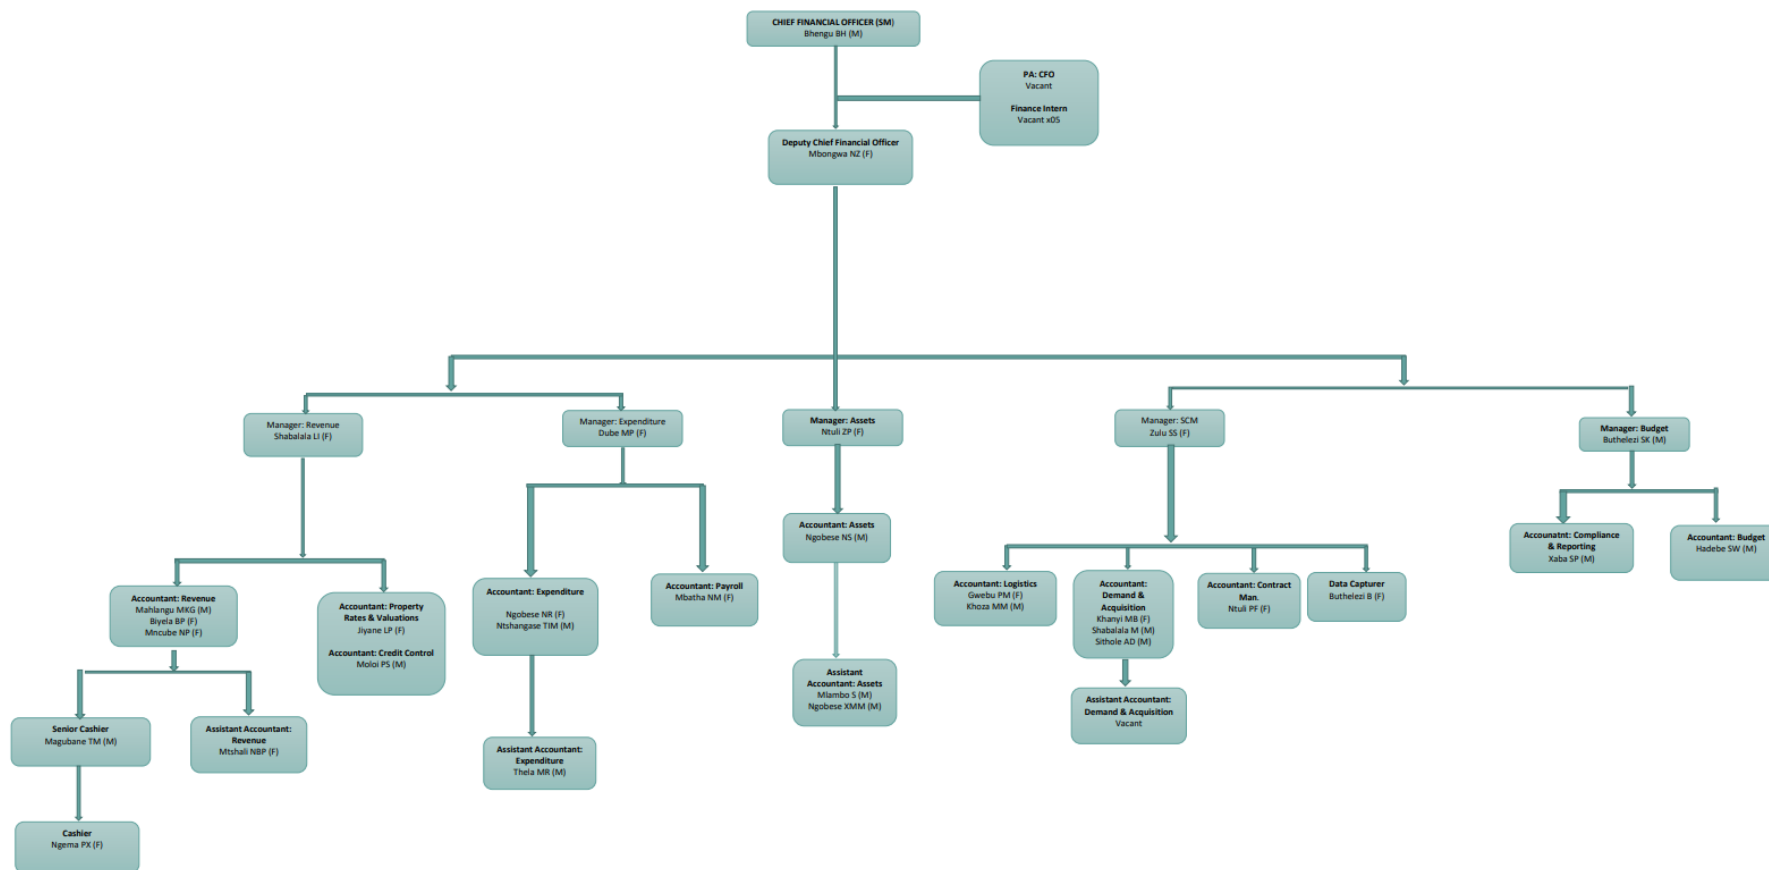 CHIEF FINANCIAL OFFICER (SM)
Bhengu BH (M)
PA: CFO
Vacant
Finance Intern
Vacant x05
Deputy Chief Financial Officer
Mbongwa NZ (F)
Manager: Revenue
Shabalala LI (F)
Manager: Expenditure
Dube MP (F)
Manager: Assets
Ntuli ZP (F)
Manager: SCM
Zulu SS (F)
Manager: Budget
Buthelezi SK (M)
Accountant: Revenue
Mahlangu MKG (M)
Biyela BP (F)
Mncube NP (F)
Accountant: Property
Rates & Valuations
Jiyane LP (F)
Accountant: Credit Control
Moloi PS (M)
Accountant: Expenditure
Ngobese NR (F)
Ntshangase TIM (M)
Accountant: Payroll
Mbatha NM (F)
Accountant: Assets
Ngobese NS (M)
Accountant: Logistics
Gwebu PM (F)
Khoza MM (M)
Accountant:
Demand &
Acquisition
Khanyi MB (F)
Shabalala M (M)
Sithole AD (M)
Accountant: Contract
Man.
Ntuli PF (F)
Data Capturer
Buthelezi B (F)
Accounatnt: Compliance
& Reporting
Xaba SP (M)
Accountant: Budget
Hadebe SW (M)
Senior Cashier
Magubane TM (M)
Assistant Accountant:
Revenue
Mtshali NBP (F)
Assistant Accountant:
Expenditure
Thela MR (M)
Assistant
Accountant: Assets
Mlambo S (M)
Ngobese XMM (M)
Assistant Accountant:
Demand & Acquisition
Vacant
Cashier
Ngema PX (F)